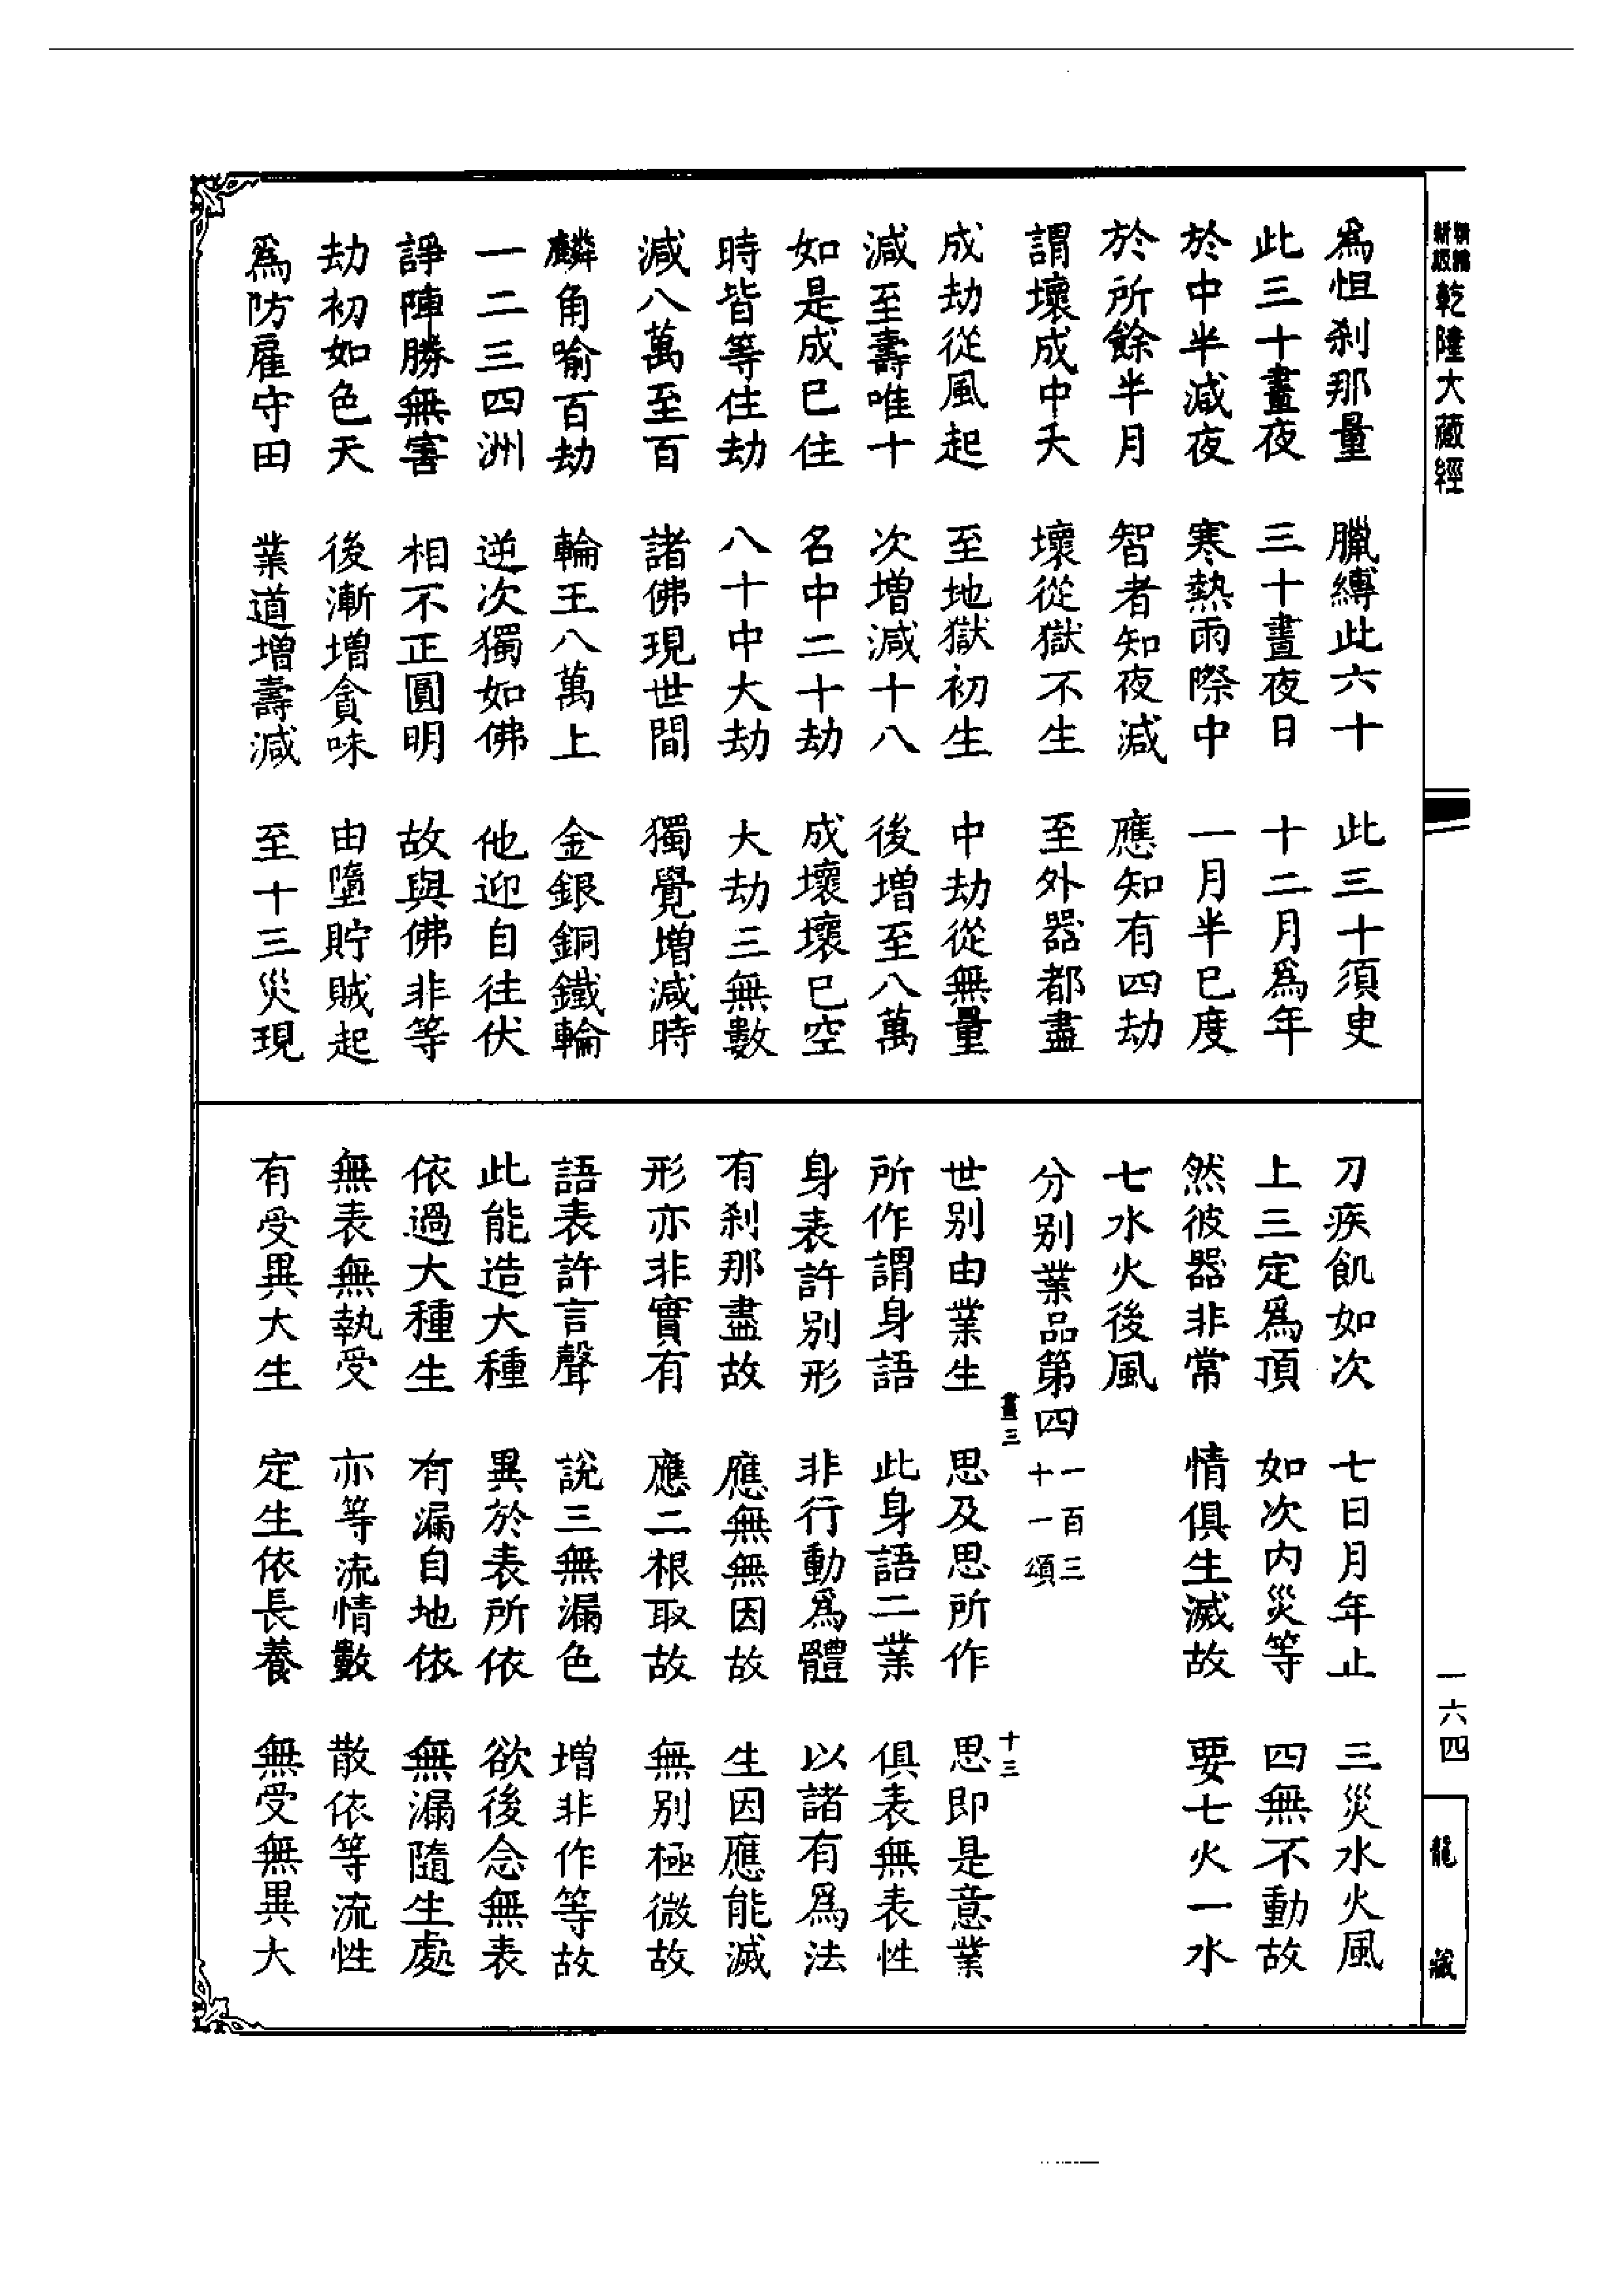 乾隆大藏經
為怛刹那量　臘縛此六十　此三十須臾
此三十晝夜　三十晝夜日　十二月為年
於中半減夜　寒熱雨際中　一月半已度
於所餘半月　智者知夜減　應知有四劫
謂壞成中天　壞從獄不生　至外器都盡
成劫從風起　至地獄初生　中劫從無量
減至壽唯十　次增減十八　後增至八萬
如是成已住　名中二十劫　成壞壞已空
時皆等住劫　八十中大劫　大劫三無數
減八萬至百　諸佛現世間　獨覺增減時
麟角喻百劫　輪王八萬上　金銀銅鐵輪
一二三四洲　逆次獨如佛　他迎自往伏
諍陣勝無害　相不正圓明　故與佛非等
劫初如色天　後漸增貪味　由墮貯賊起
為防雇守田　業道增壽減　至十三災現
刀疾飢如次　七日月年止　三災水火風
上三定為頂　如次內災等　四無不動故
然彼器非常　情俱生滅故　要七火一水
七水火後風
分別業品第四一百三十一頌
晝三　十三
世別由業生　思及思所作　思即是意業
所作謂身語　此身語二業　俱表無表性
身表許別形　非行動為體　以諸有為法
有刹那盡故　應無無因故　生因應能滅
形亦非實有　應二根取故　無別極微故
語表許言聲　說三無漏色　增非作等故
此能造大種　異於表所依　欲後念無表
依過大種生　有漏自地依　無漏隨生處
無表無執受　亦等流情數　散依等流性
有受異大生　定生依長養　無受無異大
一六四
龍藏